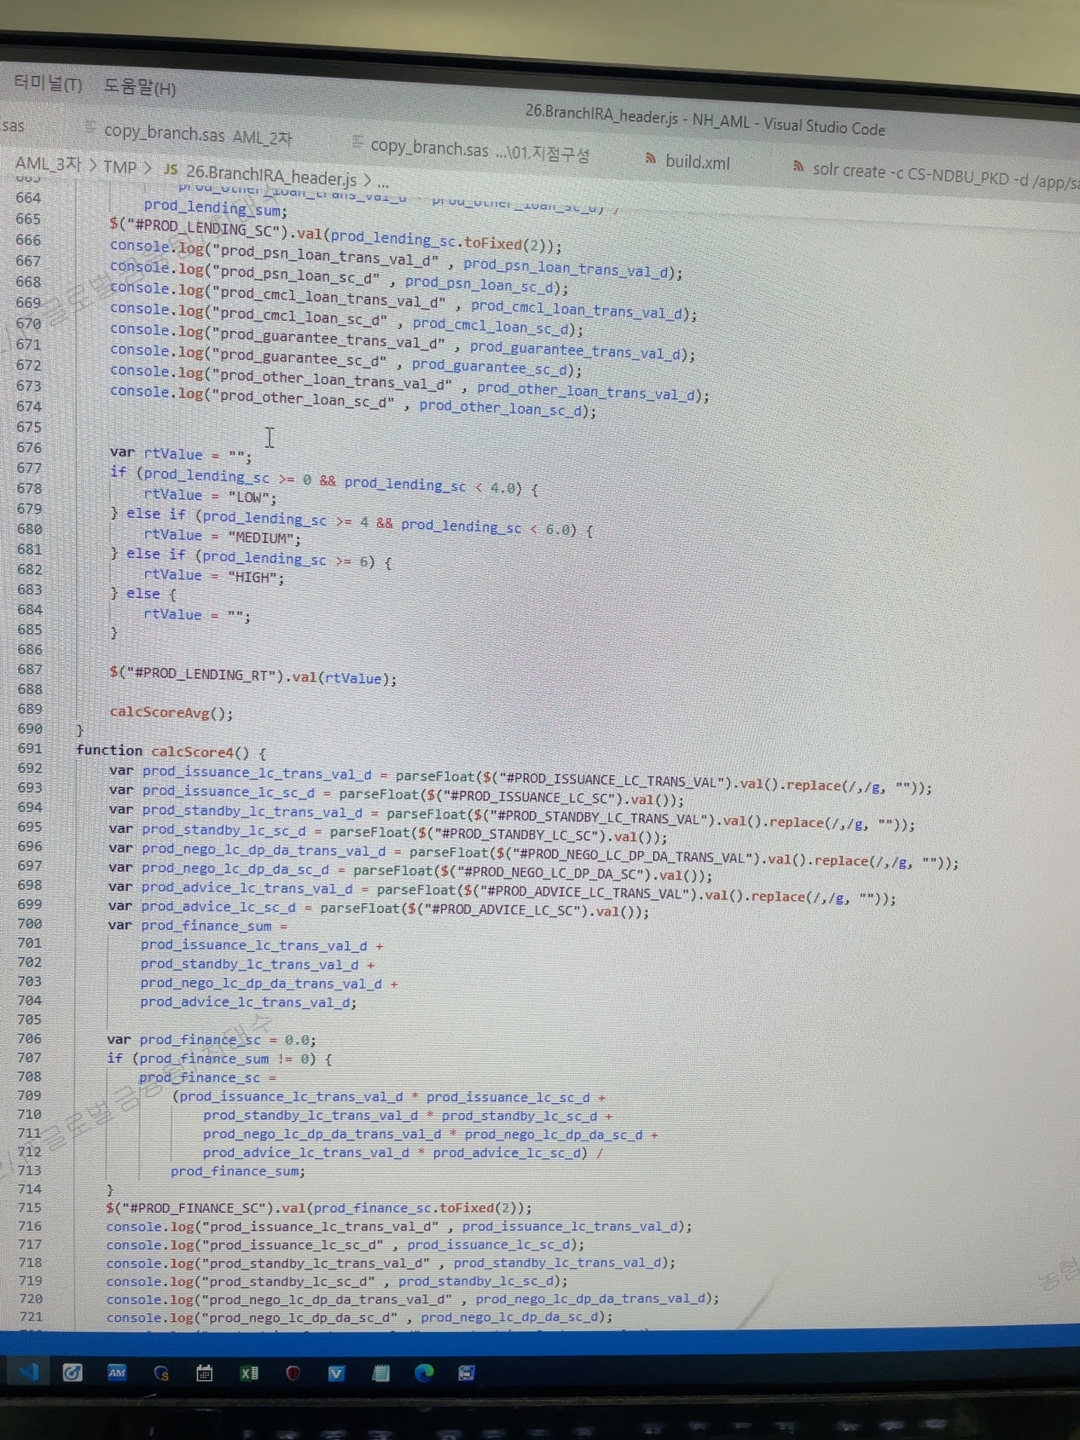 터미널(T) 도움말(H)
26.BranchIRA_header.js - NH_AML - Visual Studio Code
sas copy_branch.sas AML_2차 copy_branch.sas ...\01.지점구성 build.xml solr create -c CS-NDBU_PKD -d /app/sa
AML_3차 > TMP > JS 26.BranchIRA_header.js > ...
664 prod_lending_sum;
665 $("#PROD_LENDING_SC").val(prod_lending_sc.toFixed(2));
666 console.log("prod_psn_loan_trans_val_d" , prod_psn_loan_trans_val_d);
667 console.log("prod_psn_loan_sc_d" , prod_psn_loan_sc_d);
668 console.log("prod_cmcl_loan_trans_val_d" , prod_cmcl_loan_trans_val_d);
669 console.log("prod_cmcl_loan_sc_d" , prod_cmcl_loan_sc_d);
670 console.log("prod_guarantee_trans_val_d" , prod_guarantee_trans_val_d);
671 console.log("prod_guarantee_sc_d" , prod_guarantee_sc_d);
672 console.log("prod_other_loan_trans_val_d" , prod_other_loan_trans_val_d);
673 console.log("prod_other_loan_sc_d" , prod_other_loan_sc_d);
674
675
676 var rtValue = "";
677 if (prod_lending_sc >= 0 && prod_lending_sc < 4.0) {
678 rtValue = "LOW";
679 } else if (prod_lending_sc >= 4 && prod_lending_sc < 6.0) {
680 rtValue = "MEDIUM";
681 } else if (prod_lending_sc >= 6) {
682 rtValue = "HIGH";
683 } else {
684 rtValue = "";
685 }
686
687 $("#PROD_LENDING_RT").val(rtValue);
688
689 calcScoreAvg();
690 }
691 function calcScore4() {
692 var prod_issuance_lc_trans_val_d = parseFloat($("#PROD_ISSUANCE_LC_TRANS_VAL").val().replace(/,/g, ""));
693 var prod_issuance_lc_sc_d = parseFloat($("#PROD_ISSUANCE_LC_SC").val());
694 var prod_standby_lc_trans_val_d = parseFloat($("#PROD_STANDBY_LC_TRANS_VAL").val().replace(/,/g, ""));
695 var prod_standby_lc_sc_d = parseFloat($("#PROD_STANDBY_LC_SC").val());
696 var prod_nego_lc_dp_da_trans_val_d = parseFloat($("#PROD_NEGO_LC_DP_DA_TRANS_VAL").val().replace(/,/g, ""));
697 var prod_nego_lc_dp_da_sc_d = parseFloat($("#PROD_NEGO_LC_DP_DA_SC").val());
698 var prod_advice_lc_trans_val_d = parseFloat($("#PROD_ADVICE_LC_TRANS_VAL").val().replace(/,/g, ""));
699 var prod_advice_lc_sc_d = parseFloat($("#PROD_ADVICE_LC_SC").val());
700 var prod_finance_sum =
701 prod_issuance_lc_trans_val_d +
702 prod_standby_lc_trans_val_d +
703 prod_nego_lc_dp_da_trans_val_d +
704 prod_advice_lc_trans_val_d;
705
706 var prod_finance_sc = 0.0;
707 if (prod_finance_sum != 0) {
708 prod_finance_sc =
709 (prod_issuance_lc_trans_val_d * prod_issuance_lc_sc_d +
710 prod_standby_lc_trans_val_d * prod_standby_lc_sc_d +
711 prod_nego_lc_dp_da_trans_val_d * prod_nego_lc_dp_da_sc_d +
712 prod_advice_lc_trans_val_d * prod_advice_lc_sc_d) /
713 prod_finance_sum;
714 }
715 $("#PROD_FINANCE_SC").val(prod_finance_sc.toFixed(2));
716 console.log("prod_issuance_lc_trans_val_d" , prod_issuance_lc_trans_val_d);
717 console.log("prod_issuance_lc_sc_d" , prod_issuance_lc_sc_d);
718 console.log("prod_standby_lc_trans_val_d" , prod_standby_lc_trans_val_d);
719 console.log("prod_standby_lc_sc_d" , prod_standby_lc_sc_d);
720 console.log("prod_nego_lc_dp_da_trans_val_d" , prod_nego_lc_dp_da_trans_val_d);
721 console.log("prod_nego_lc_dp_da_sc_d" , prod_nego_lc_dp_da_sc_d);